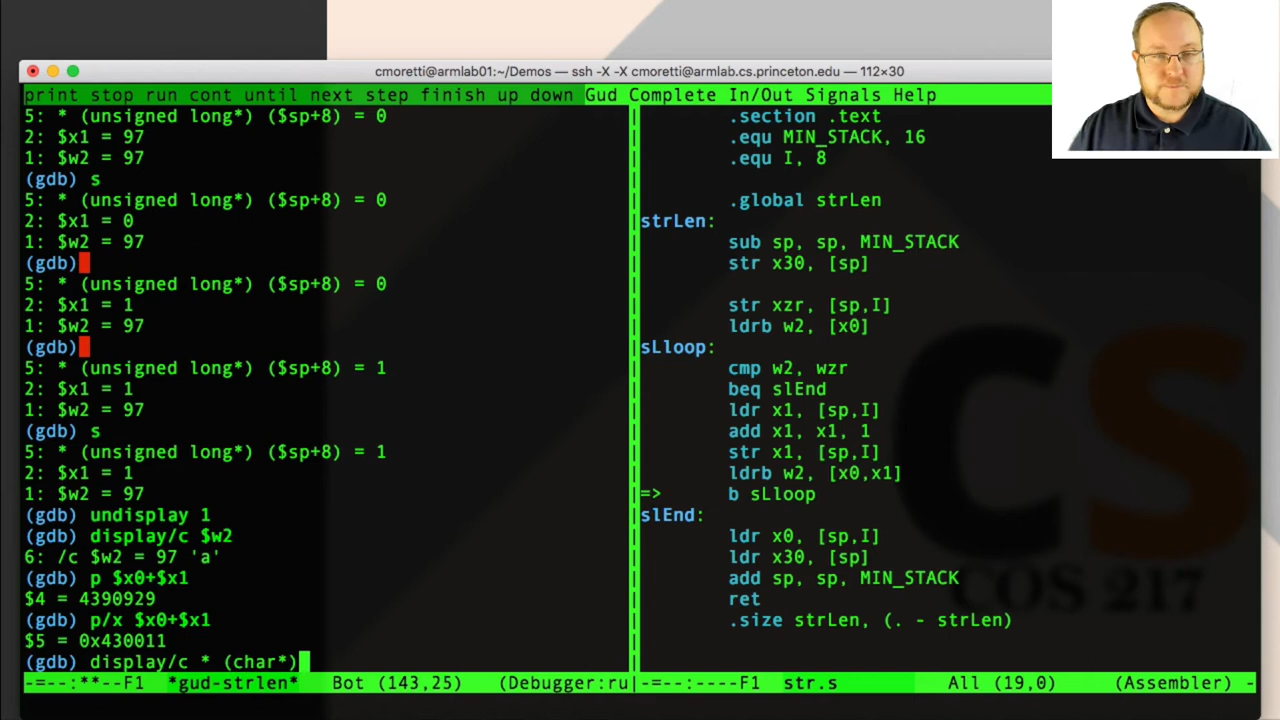 cmoretti@armlab01:~/Demos — ssh -X -X cmoretti@armlab.cs.princeton.edu — 112×30
print stop run cont until next step finish up down Gud Complete In/Out Signals Help
5: * (unsigned long*) ($sp+8) = 0
2: $x1 = 97
1: $w2 = 97
(gdb) s
5: * (unsigned long*) ($sp+8) = 0
2: $x1 = 0
1: $w2 = 97
(gdb)
5: * (unsigned long*) ($sp+8) = 0
2: $x1 = 1
1: $w2 = 97
(gdb)
5: * (unsigned long*) ($sp+8) = 1
2: $x1 = 1
1: $w2 = 97
(gdb) s
5: * (unsigned long*) ($sp+8) = 1
2: $x1 = 1
1: $w2 = 97
(gdb) undisplay 1
(gdb) display/c $w2
6: /c $w2 = 97 'a'
(gdb) p $x0+$x1
$4 = 4390929
(gdb) p/x $x0+$x1
$5 = 0x430011
(gdb) display/c * (char*)
-=--:**--F1 *gud-strlen* Bot (143,25) (Debugger:ru
.section .text
.equ MIN_STACK, 16
.equ I, 8
.global strLen
strLen:
sub sp, sp, MIN_STACK
str x30, [sp]
str xzr, [sp,I]
ldrb w2, [x0]
sLloop:
cmp w2, wzr
beq slEnd
ldr x1, [sp,I]
add x1, x1, 1
str x1, [sp,I]
ldrb w2, [x0,x1]
=> b sLloop
slEnd:
ldr x0, [sp,I]
ldr x30, [sp]
add sp, sp, MIN_STACK
ret
.size strLen, (. - strLen)
-=--:----F1 str.s All (19,0) (Assembler) -
CS
COS 217